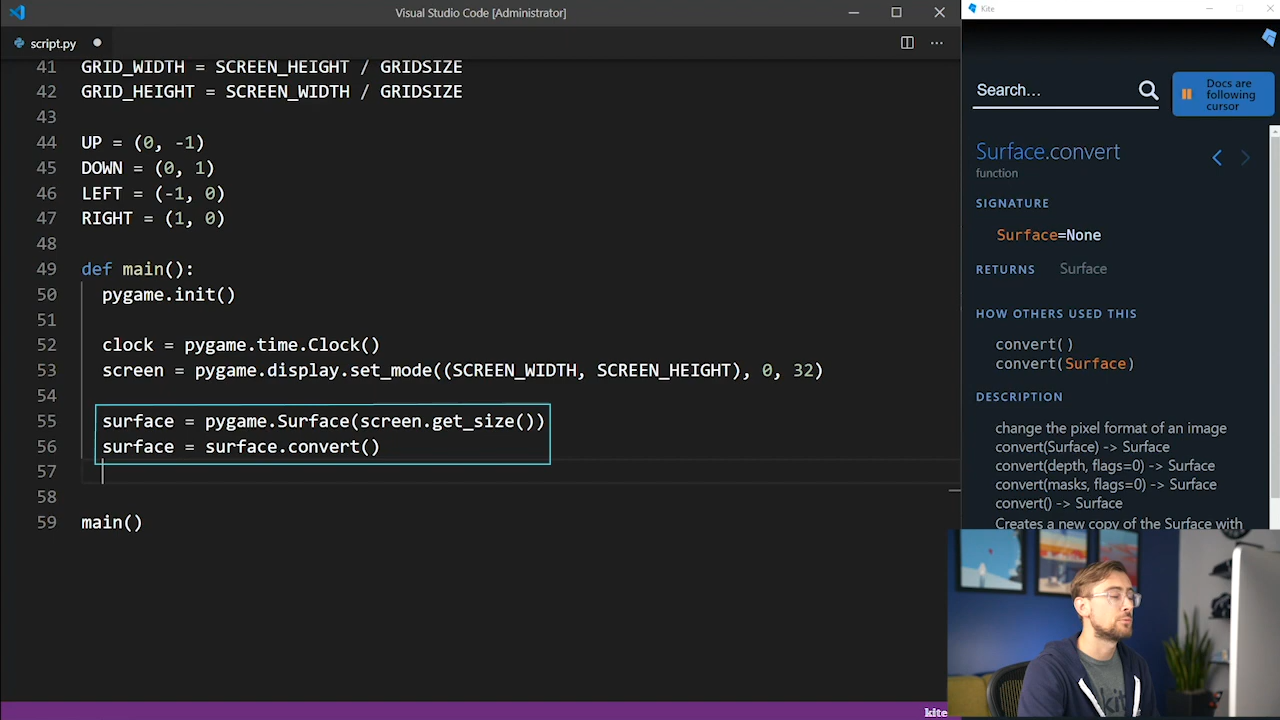 Visual Studio Code [Administrator]
script.py
41 GRID_WIDTH = SCREEN_HEIGHT / GRIDSIZE
42 GRID_HEIGHT = SCREEN_WIDTH / GRIDSIZE
43
44 UP = (0, -1)
45 DOWN = (0, 1)
46 LEFT = (-1, 0)
47 RIGHT = (1, 0)
48
49 def main():
50 pygame.init()
51
52 clock = pygame.time.Clock()
53 screen = pygame.display.set_mode((SCREEN_WIDTH, SCREEN_HEIGHT), 0, 32)
54
55 surface = pygame.Surface(screen.get_size())
56 surface = surface.convert()
57
58
59 main()
Kite
Search...
Docs are
following
cursor
Surface.convert
function
SIGNATURE
Surface=None
RETURNS Surface
HOW OTHERS USED THIS
convert()
convert(Surface)
DESCRIPTION
change the pixel format of an image
convert(Surface) -> Surface
convert(depth, flags=0) -> Surface
convert(masks, flags=0) -> Surface
convert() -> Surface
Creates a new copy of the Surface with
kite